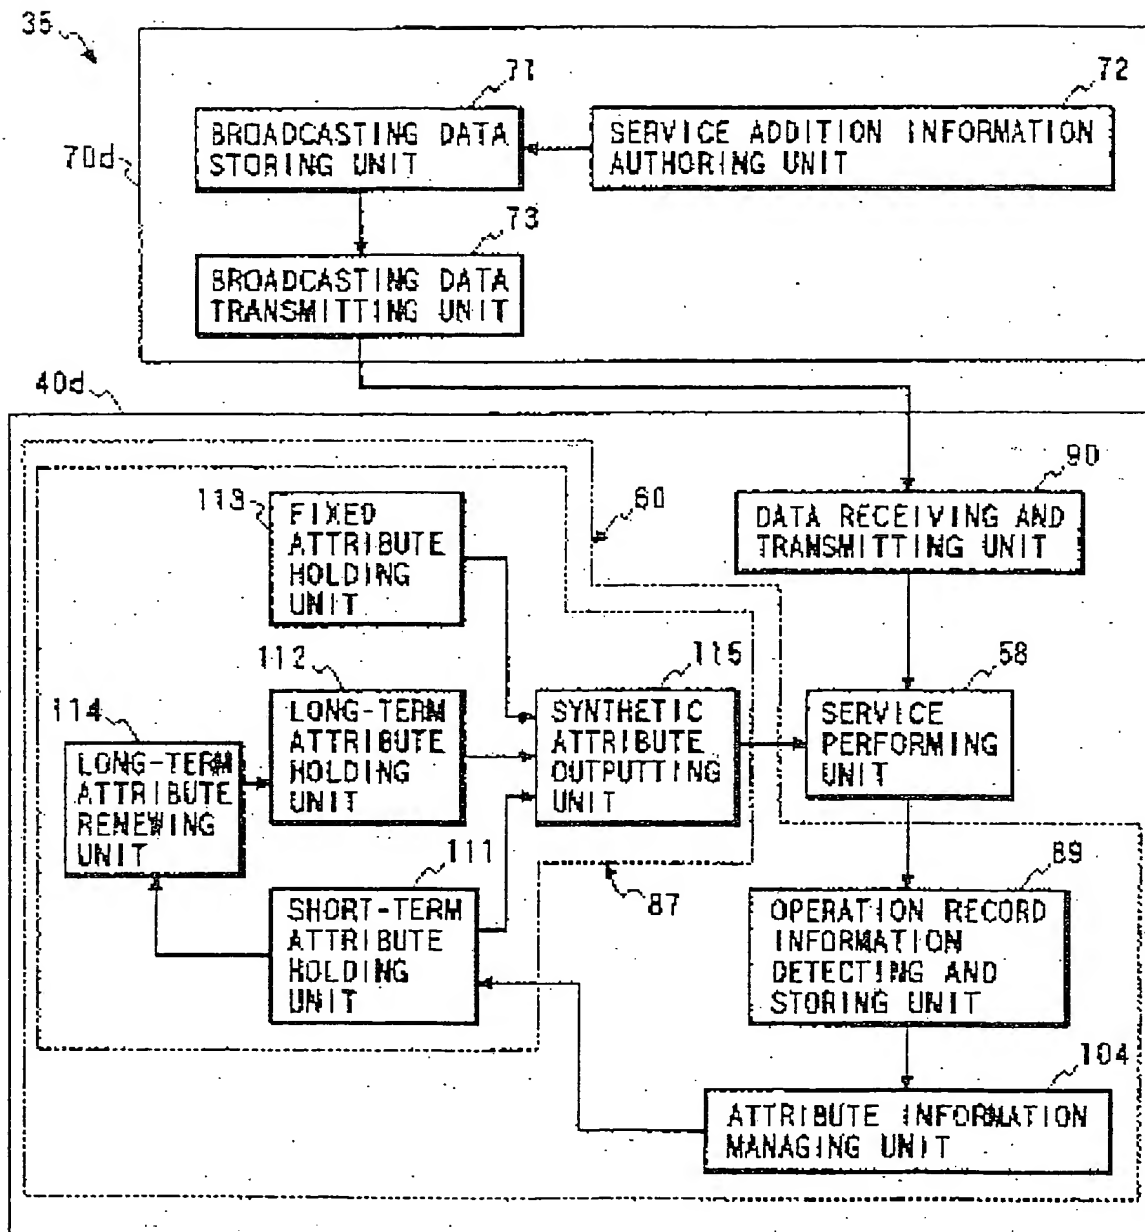 35
70d
71
BROADCASTING DATA
STORING UNIT
72
SERVICE ADDITION INFORMATION
AUTHORING UNIT
73
BROADCASTING DATA
TRANSMITTING UNIT
40d
60
90
DATA RECEIVING AND
TRANSMITTING UNIT
113
FIXED
ATTRIBUTE
HOLDING
UNIT
112
LONG-TERM
ATTRIBUTE
HOLDING
UNIT
114
LONG-TERM
ATTRIBUTE
RENEWING
UNIT
115
SYNTHETIC
ATTRIBUTE
OUTPUTTING
UNIT
58
SERVICE
PERFORMING
UNIT
111
SHORT-TERM
ATTRIBUTE
HOLDING
UNIT
87
89
OPERATION RECORD
INFORMATION
DETECTING AND
STORING UNIT
104
ATTRIBUTE INFORMATION
MANAGING UNIT